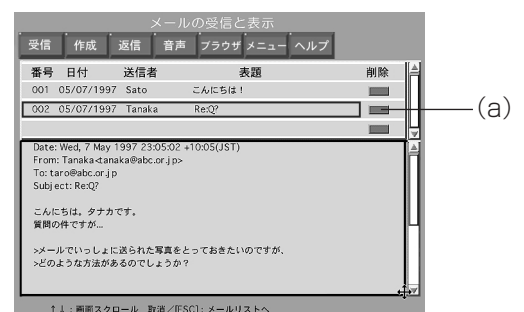 メールの受信と表示
受信 作成 返信 音声 ブラウザ メニュー ヘルプ
番号 日付 送信者 表題 削除
001 05/07/1997 Sato こんにちは！
002 05/07/1997 Tanaka Re:Q?
(a)
Date: Wed, 7 May 1997 23:05:02 +10:05(JST)
From: Tanaka<tanaka@abc.or.jp>
To: taro@abc.or.jp
Subject: Re:Q?
こんにちは。タナカです。
質問の件ですが...
>メールでいっしょに送られた写真をとっておきたいのですが、
>どのような方法があるのでしょうか？
↑↓：画面スクロール 取消／[ESC]：メールリストへ